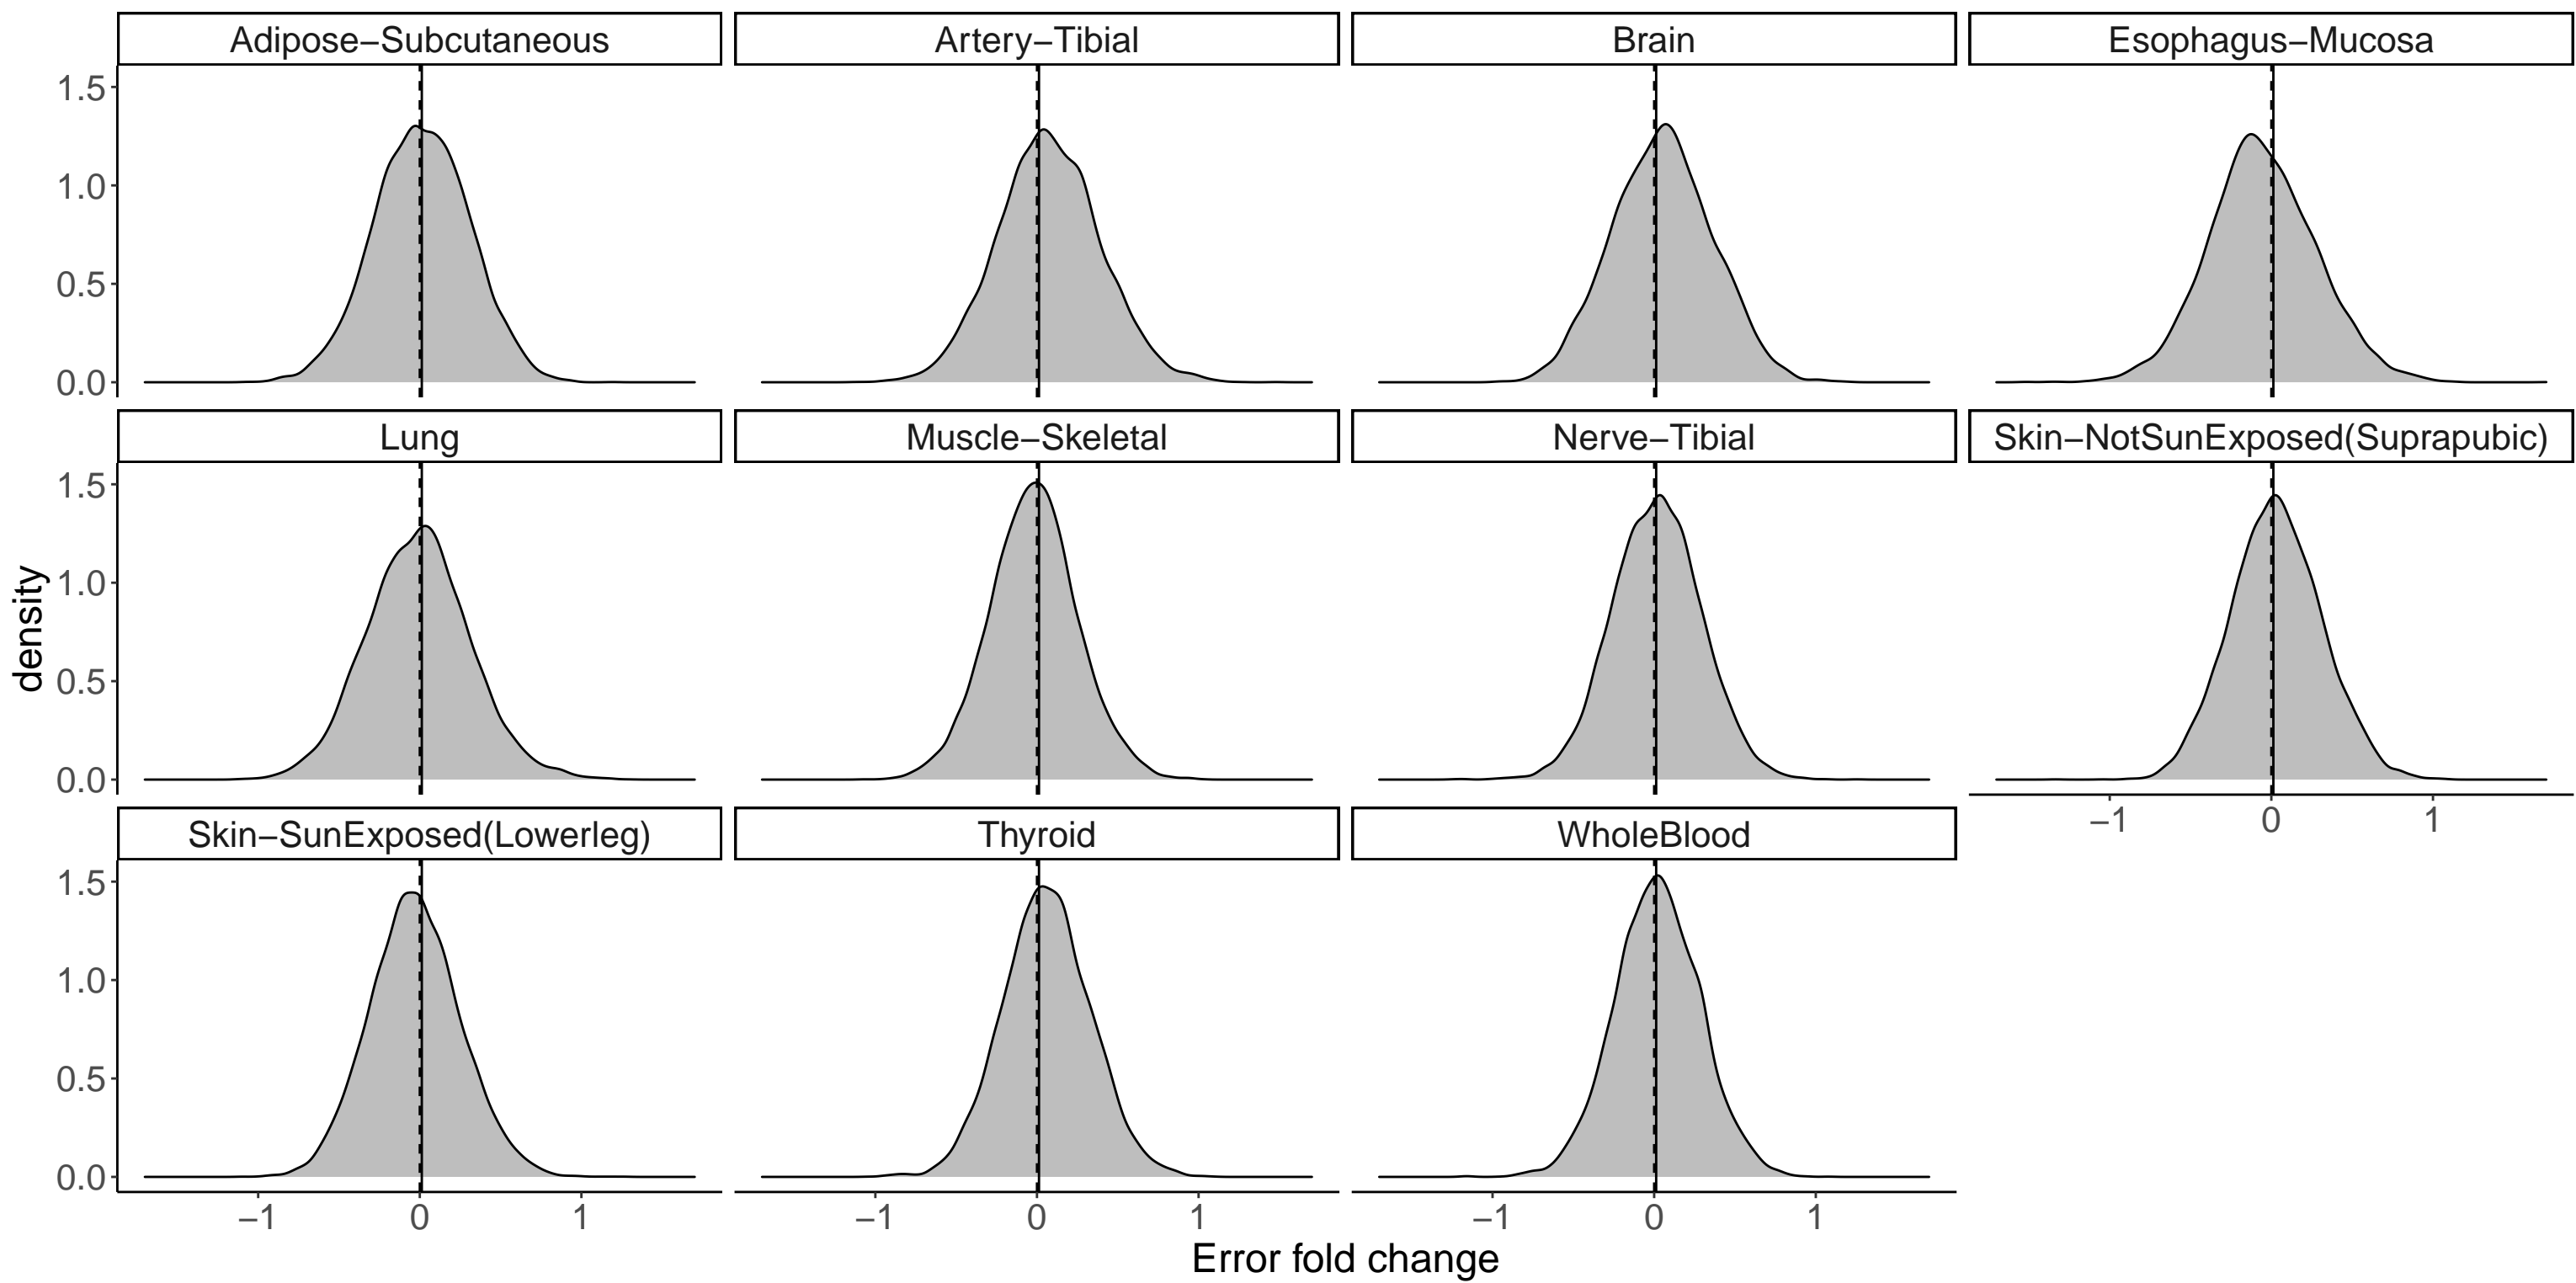 Adipose–Subcutaneous
Artery–Tibial
Brain
Esophagus–Mucosa
1.5
1.0
0.5
0.0
Lung
Muscle–Skeletal
Nerve–Tibial
Skin–NotSunExposed(Suprapubic)
1.5
1.0
0.5
0.0
density
−1 0 1
Skin–SunExposed(Lowerleg)
Thyroid
WholeBlood
1.5
1.0
0.5
0.0
−1 0 1
−1 0 1
−1 0 1
Error fold change